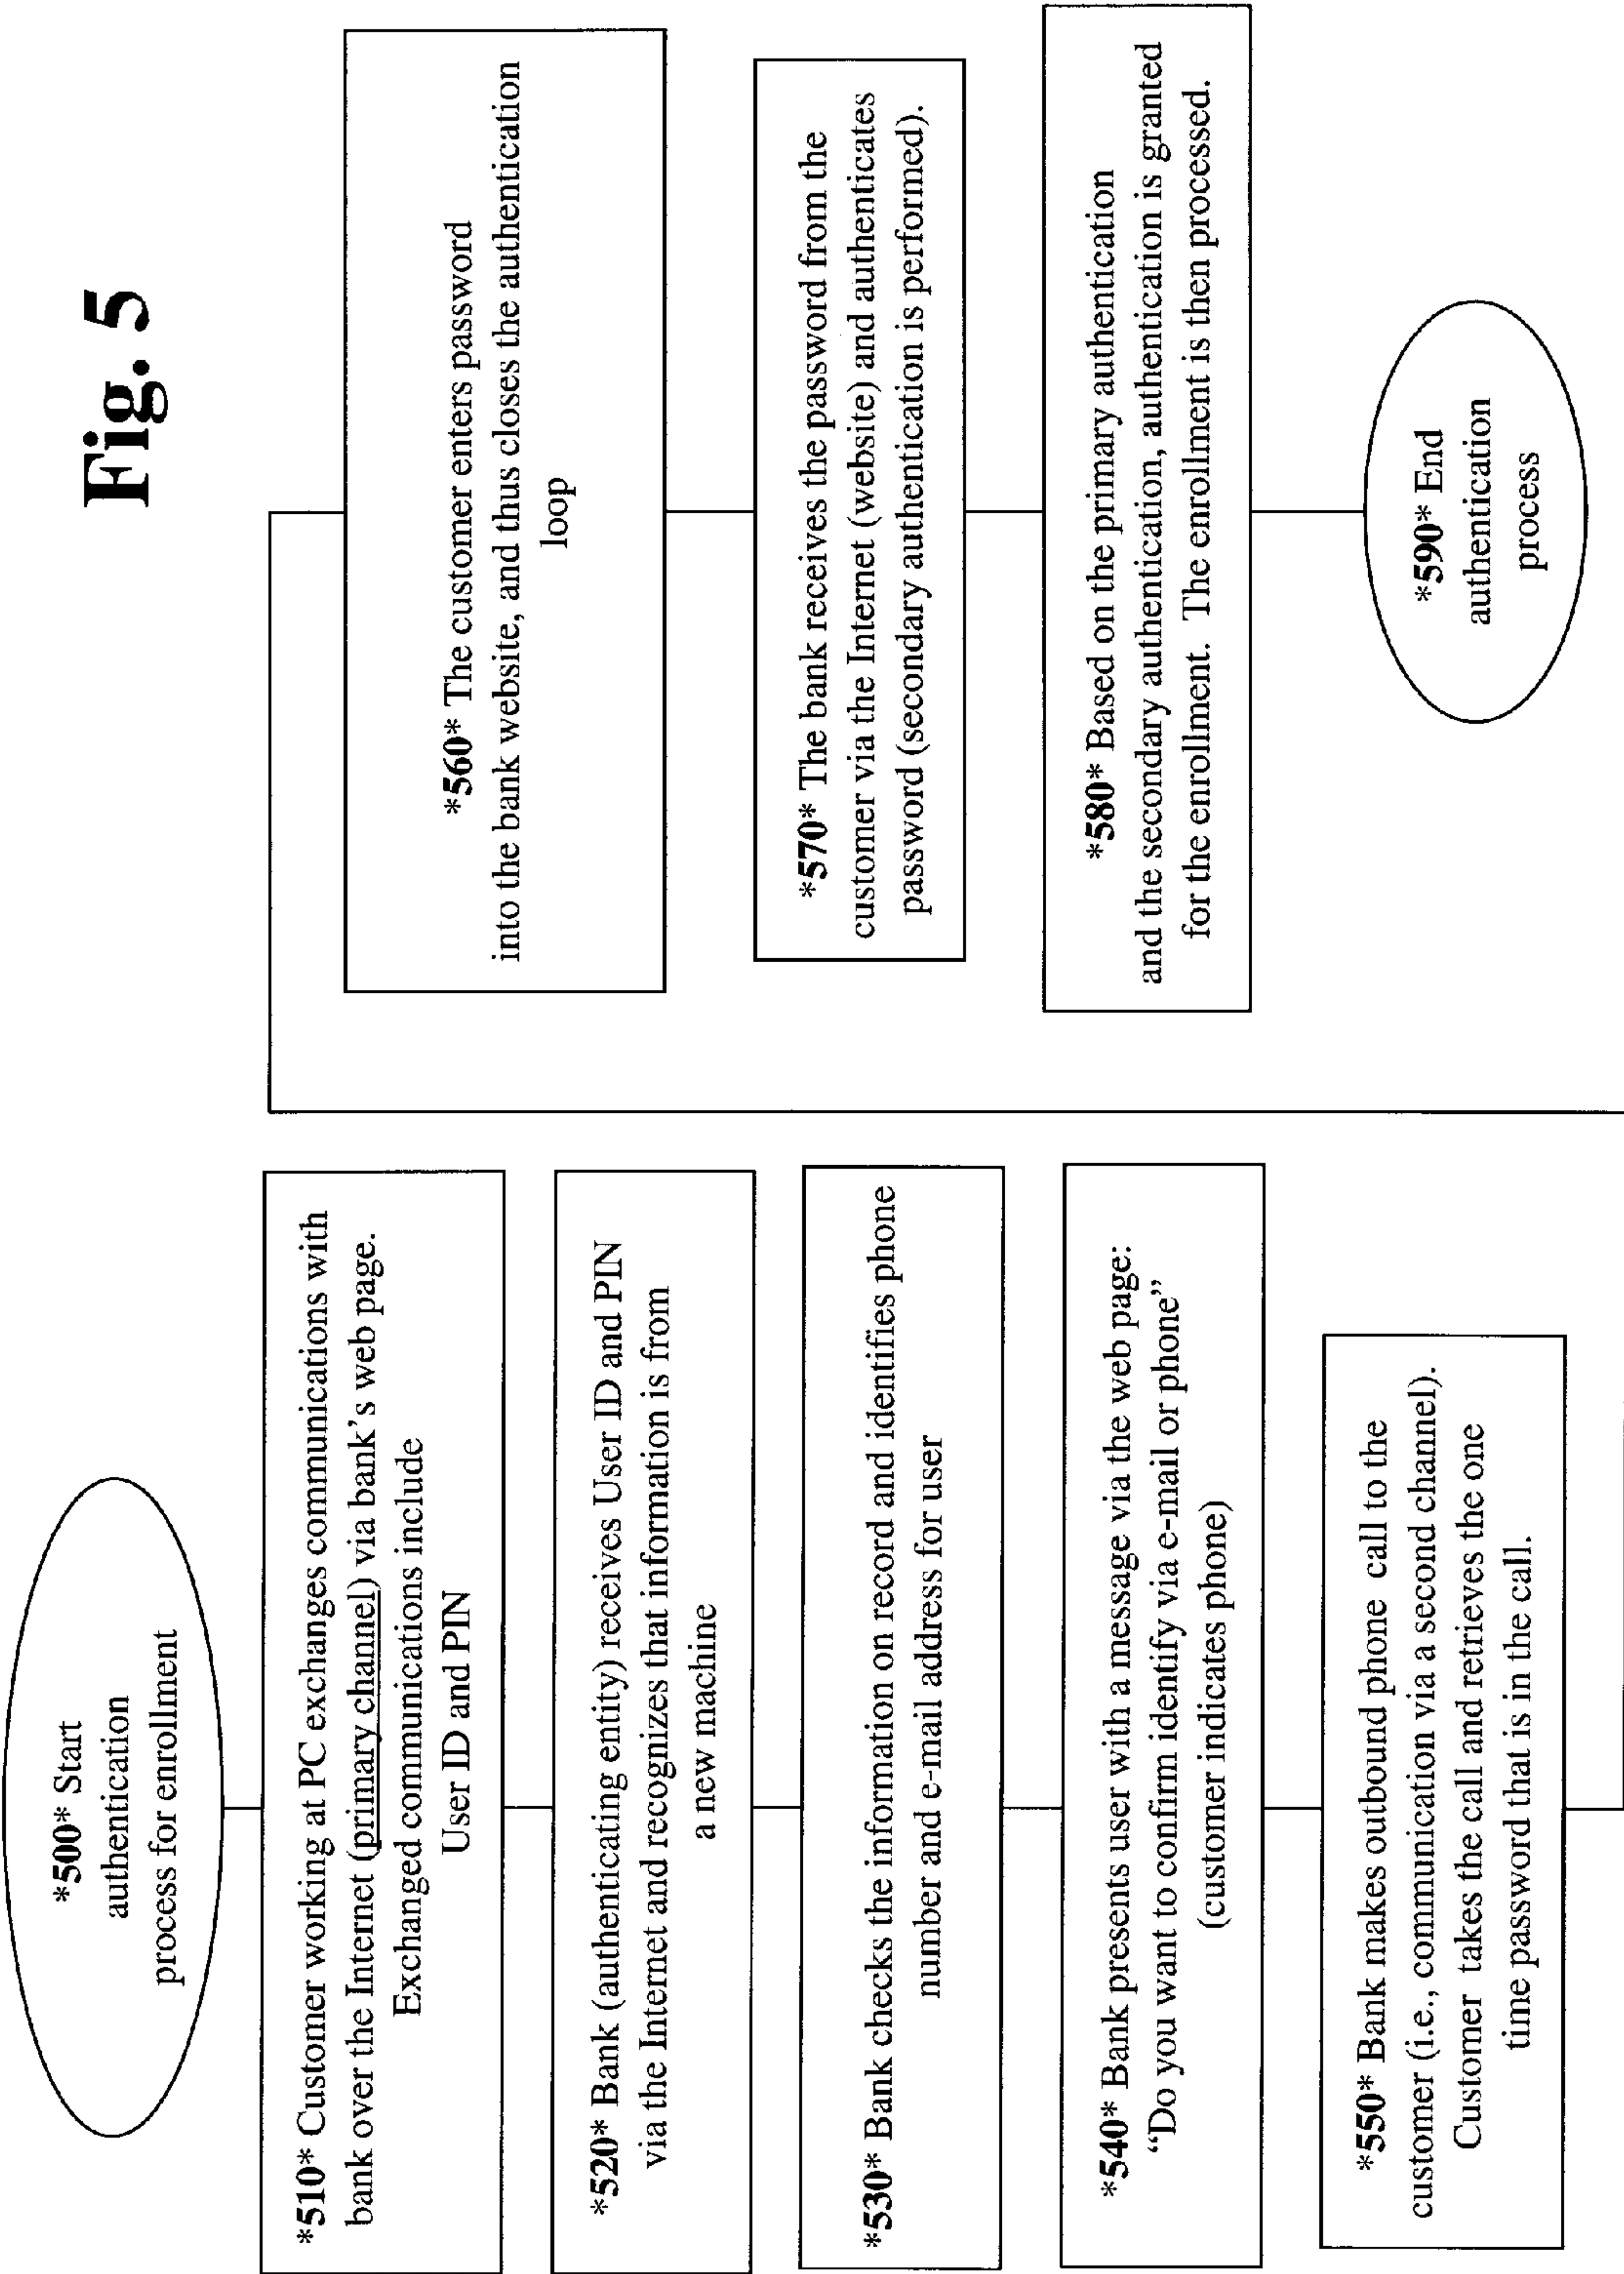 Fig. 5
*500* Start
authentication
process for enrollment
*510* Customer working at PC exchanges communications with
bank over the Internet (primary channel) via bank's web page.
Exchanged communications include
User ID and PIN
*520* Bank (authenticating entity) receives User ID and PIN
via the Internet and recognizes that information is from
a new machine
*530* Bank checks the information on record and identifies phone
number and e-mail address for user
*540* Bank presents user with a message via the web page:
“Do you want to confirm identify via e-mail or phone”
(customer indicates phone)
*550* Bank makes outbound phone call to the
customer (i.e., communication via a second channel).
Customer takes the call and retrieves the one
time password that is in the call.
*560* The customer enters password
into the bank website, and thus closes the authentication
loop
*570* The bank receives the password from the
customer via the Internet (website) and authenticates
password (secondary authentication is performed).
*580* Based on the primary authentication
and the secondary authentication, authentication is granted
for the enrollment. The enrollment is then processed.
*590* End
authentication
process